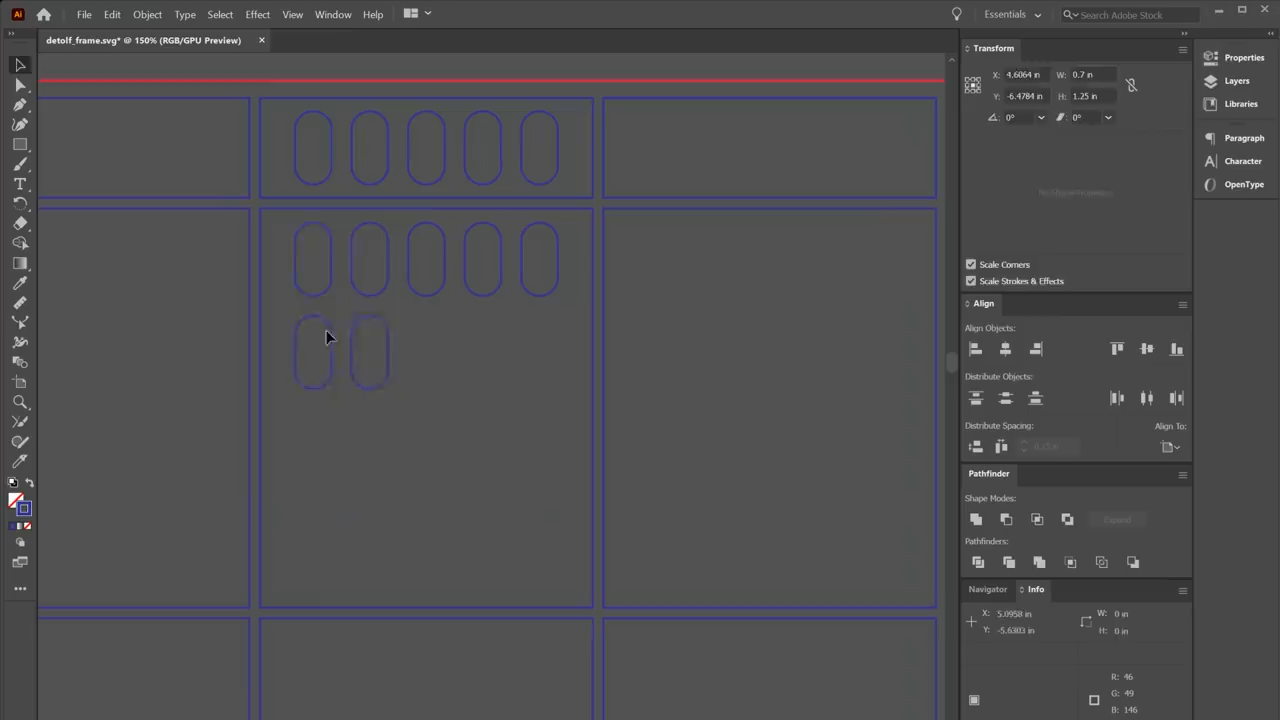 Ai File Edit Object Type Select Effect View Window Help Essentials Search Adobe Stock
detolf_frame.svg* @ 150% (RGB/GPU Preview)
Transform
X: 4.6064 in W: 0.7 in
Y: -6.4784 in H: 1.25 in
0° 0°
Scale Corners
Scale Strokes & Effects
Align
Align Objects:
Distribute Objects:
Distribute Spacing: Align To:
Pathfinder
Shape Modes:
Expand
Pathfinders:
Navigator Info
X: 5.0958 in W: 0 in
Y: -5.6303 in H: 0 in
R: 46
G: 49
B: 146
Properties
Layers
Libraries
Paragraph
Character
OpenType